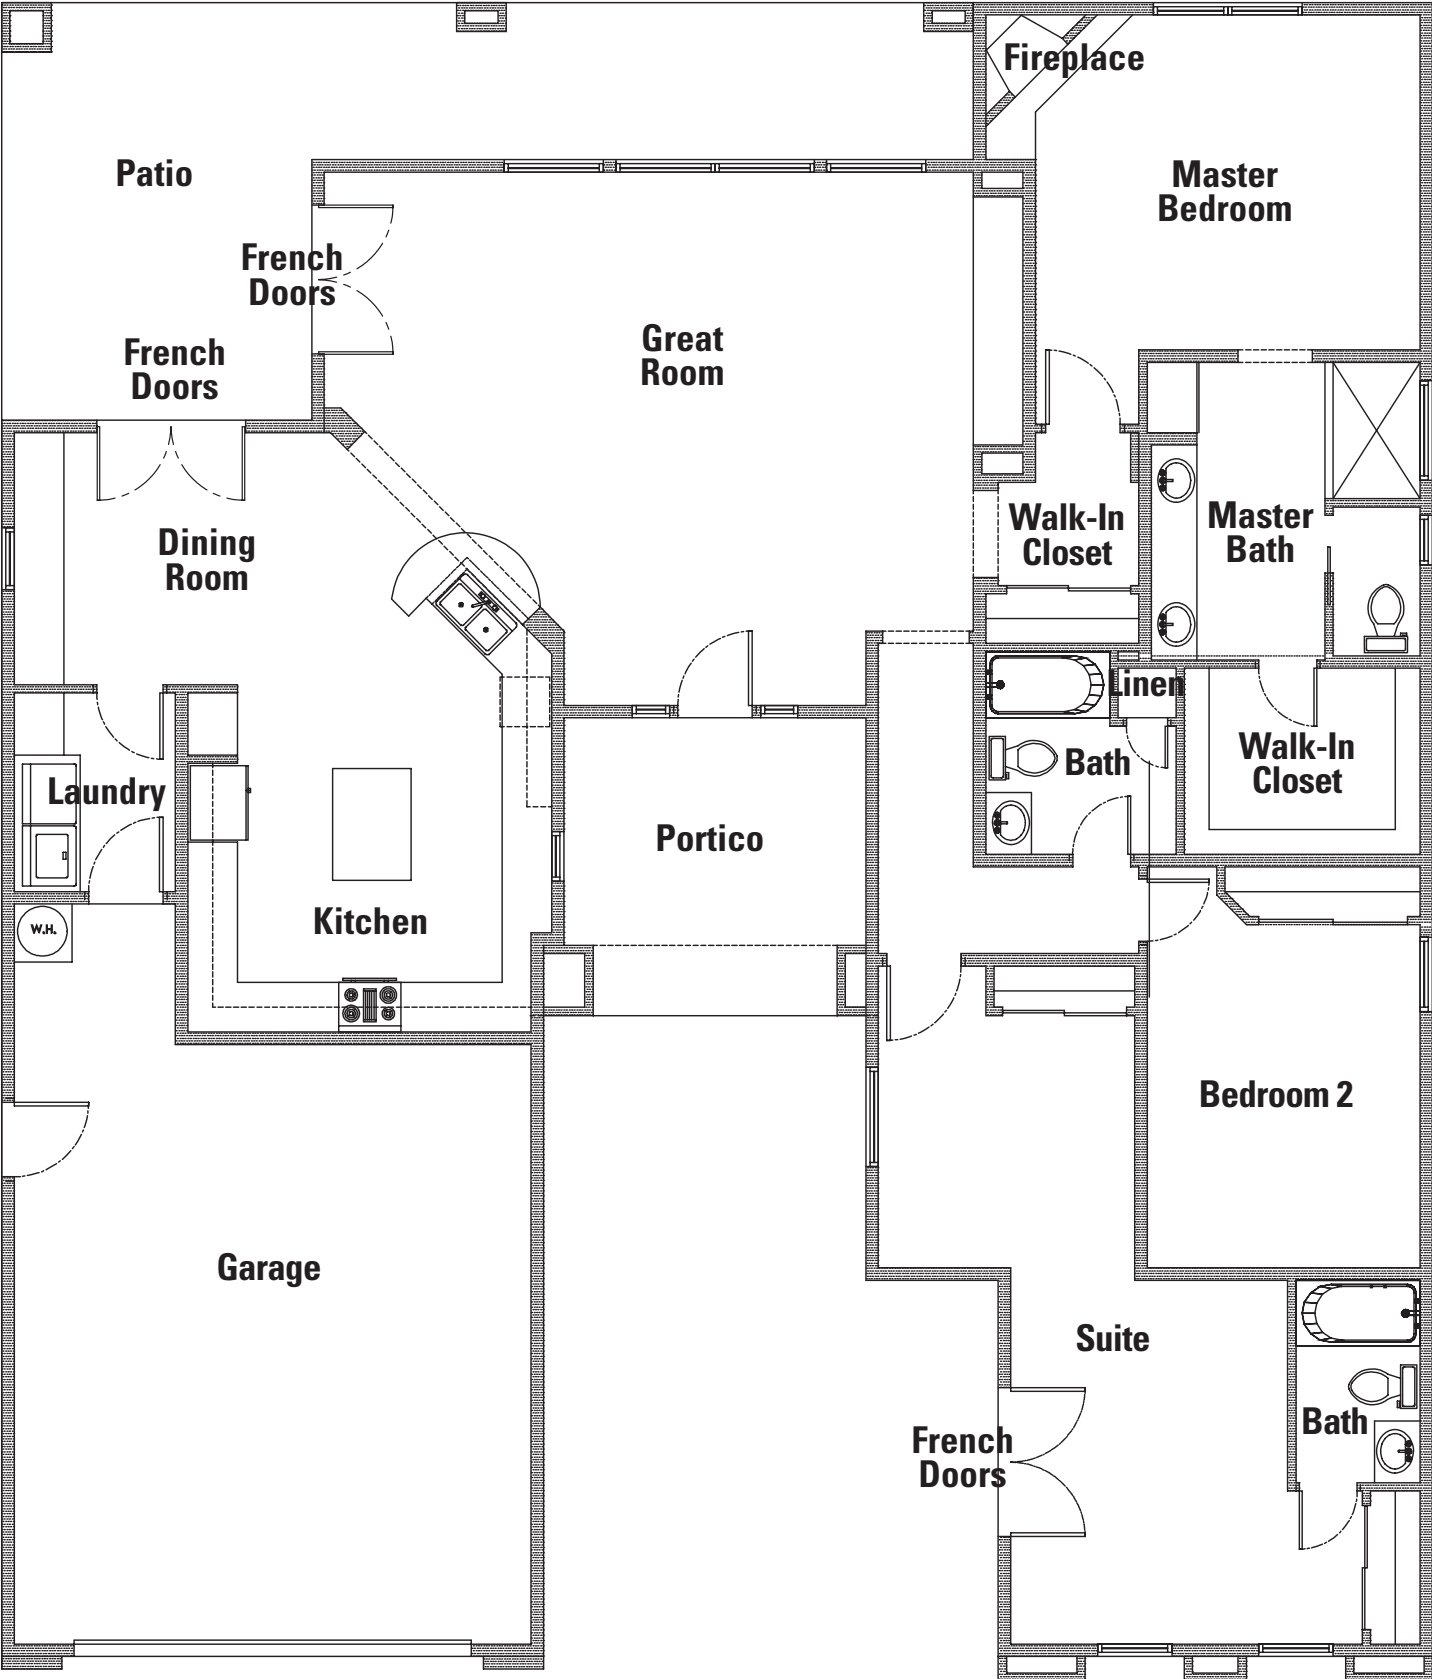 Fireplace
Patio
Master
Bedroom
French
Doors
Great
Room
French
Doors
Dining
Room
Walk-In
Closet
Master
Bath
Linen
Laundry
Bath
Walk-In
Closet
Portico
W.H.
Kitchen
Bedroom 2
Garage
Suite
French
Doors
Bath